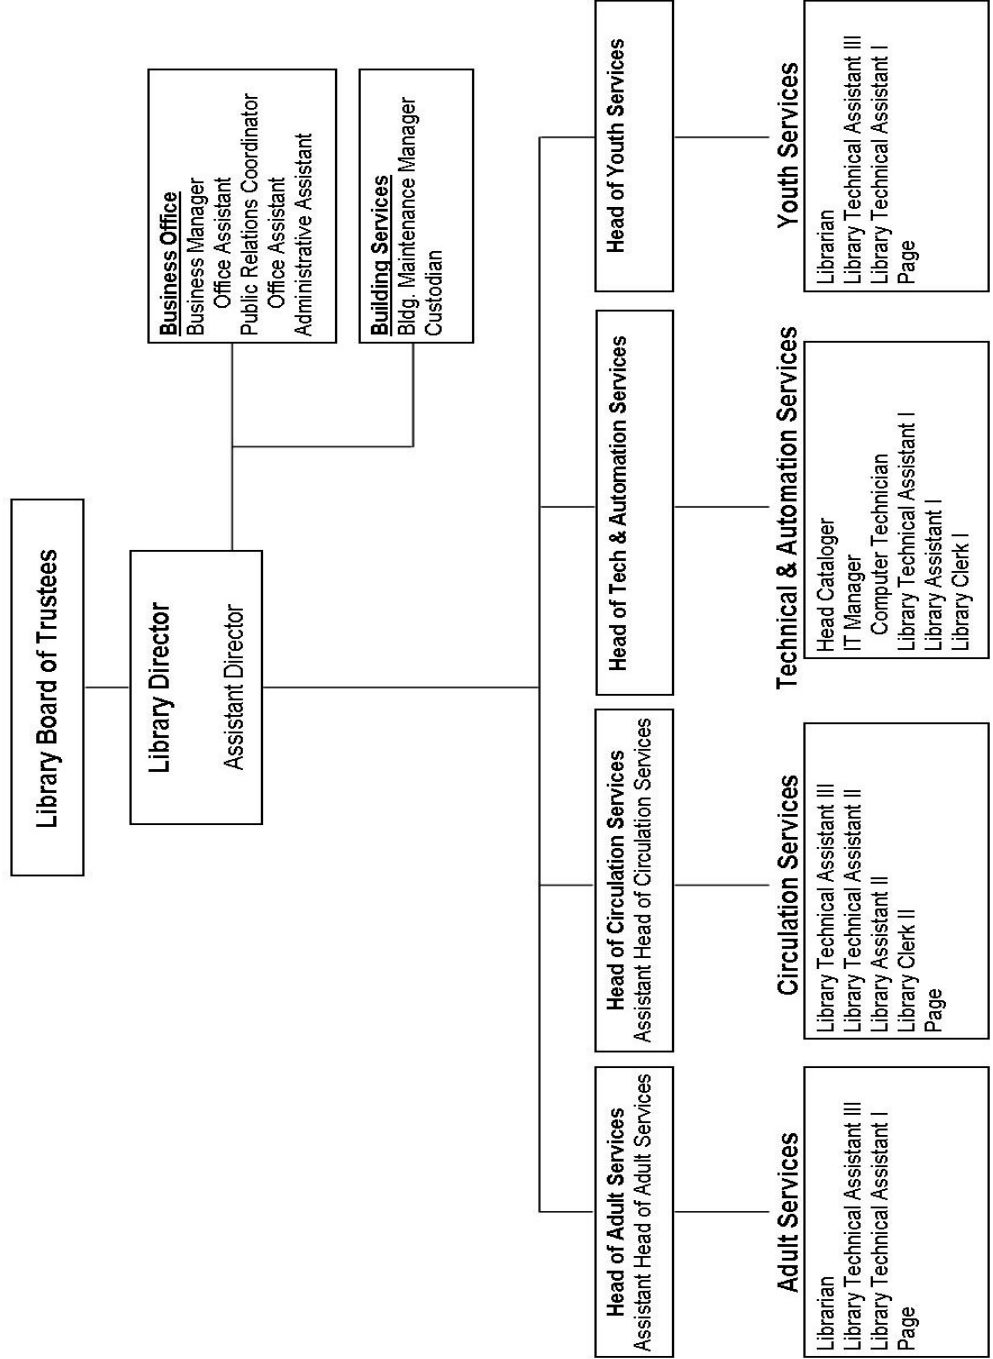 Library Board of Trustees
Library Director
Assistant Director
Business Office
Business Manager
Office Assistant
Public Relations Coordinator
Office Assistant
Administrative Assistant
Building Services
Bldg. Maintenance Manager
Custodian
Head of Adult Services
Assistant Head of Adult Services
Head of Circulation Services
Assistant Head of Circulation Services
Head of Tech & Automation Services
Head of Youth Services
Adult Services
Librarian
Library Technical Assistant III
Library Technical Assistant I
Page
Circulation Services
Library Technical Assistant III
Library Technical Assistant II
Library Assistant II
Library Clerk II
Page
Technical & Automation Services
Head Cataloger
IT Manager
Computer Technician
Library Technical Assistant I
Library Assistant I
Library Clerk I
Youth Services
Librarian
Library Technical Assistant III
Library Technical Assistant I
Page